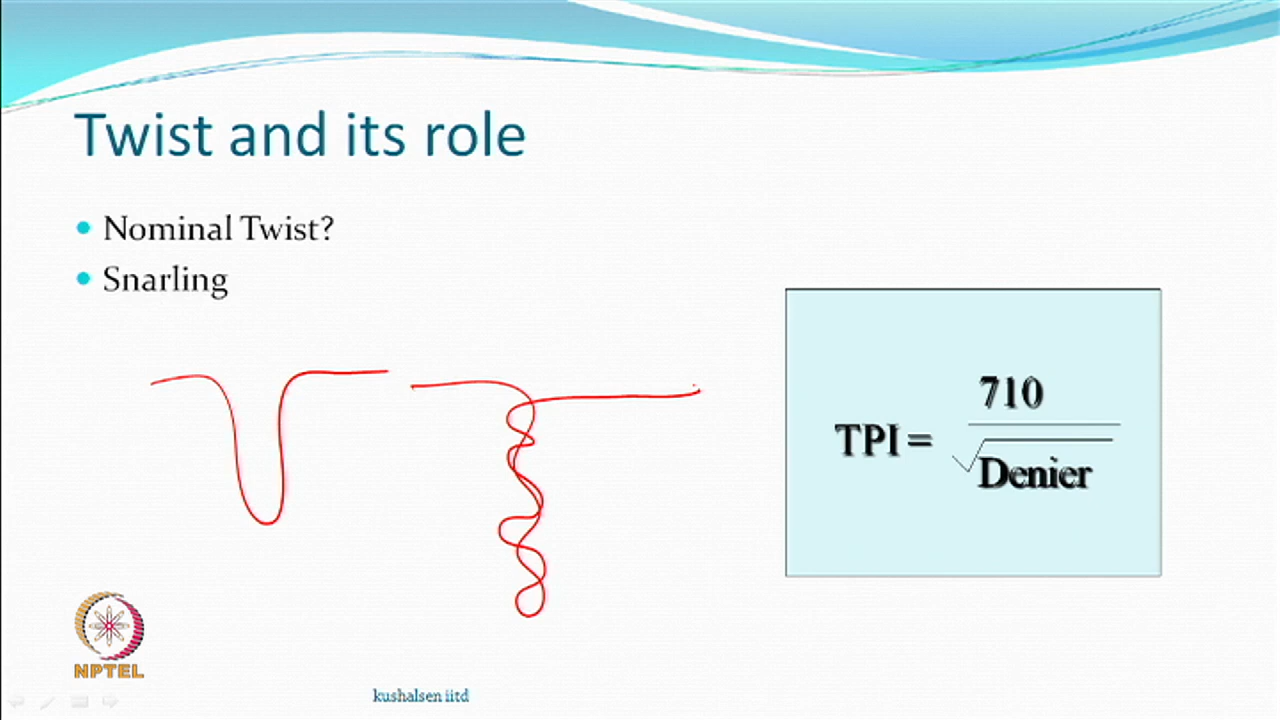 Twist and its role
Nominal Twist?
Snarling
TPI = 710
√Denier
NPTEL
kushalsen iitd